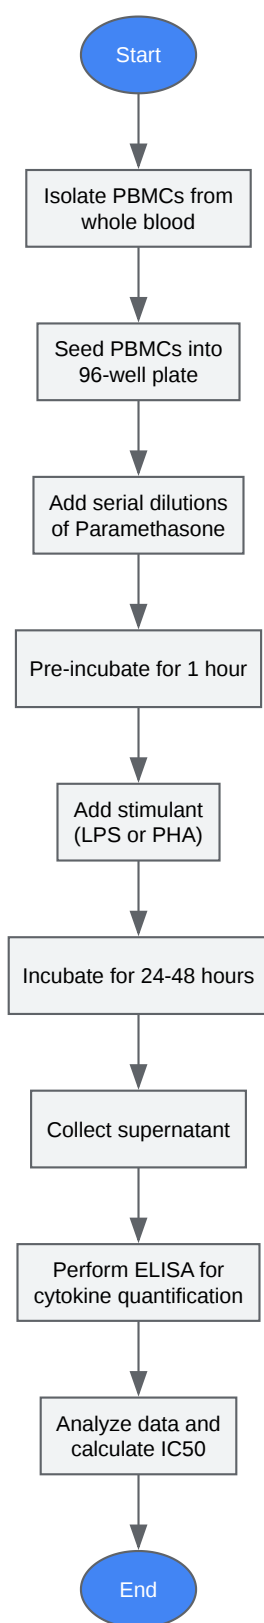 Start
Isolate PBMCs from
whole blood
Seed PBMCs into
96-well plate
Add serial dilutions
of Paramethasone
Pre-incubate for 1 hour
Add stimulant
(LPS or PHA)
Incubate for 24-48 hours
Collect supernatant
Perform ELISA for
cytokine quantification
Analyze data and
calculate IC50
End